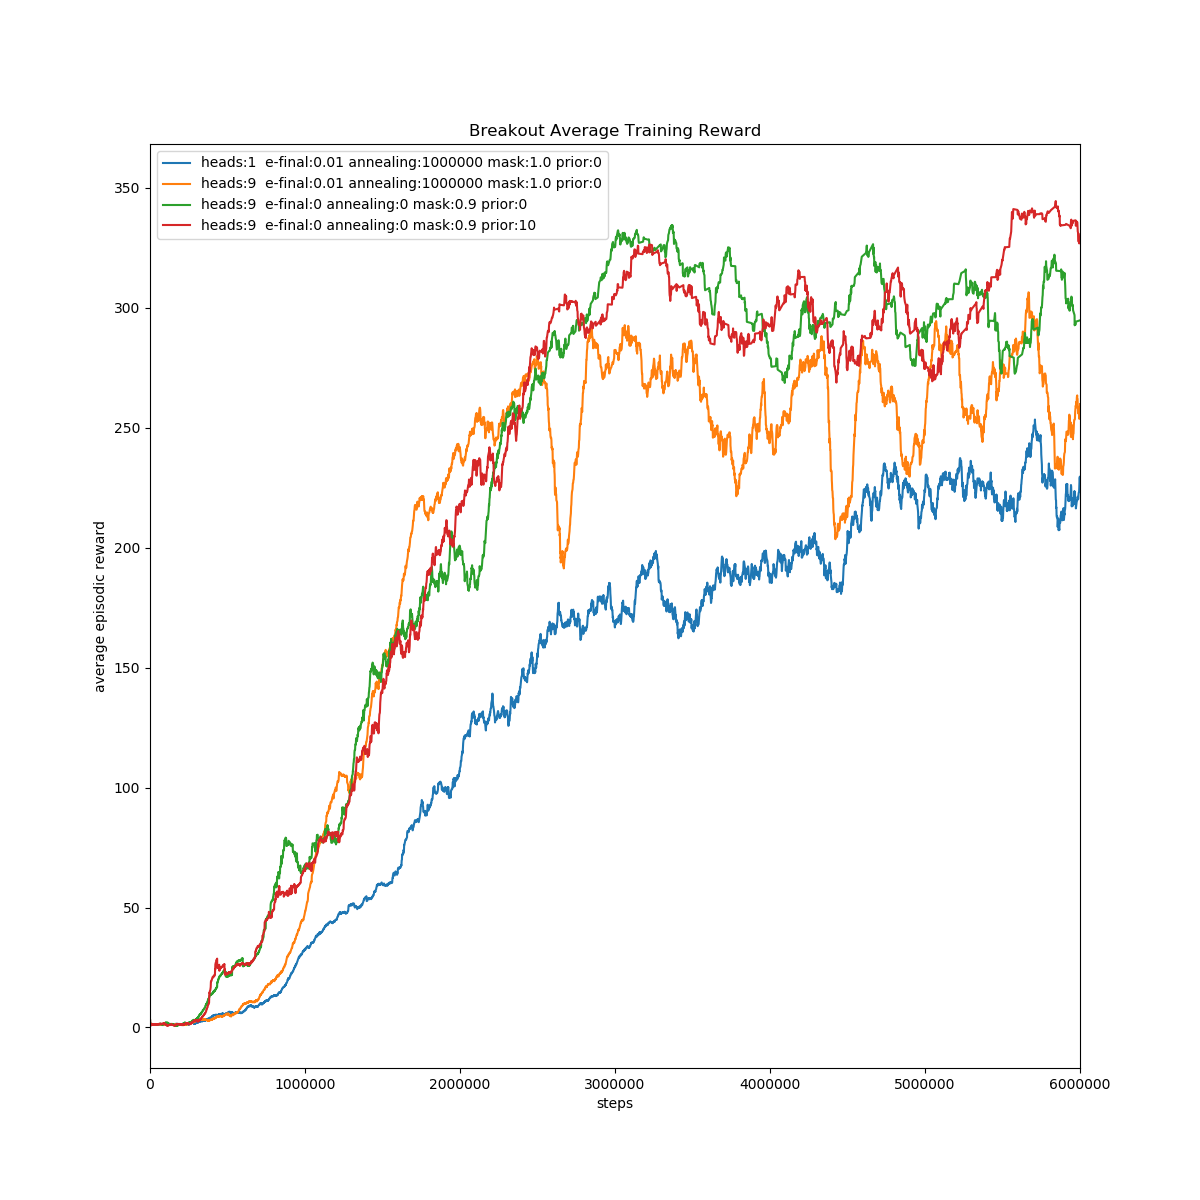 Breakout Average Training Reward
heads:1  e-final:0.01 annealing:1000000 mask:1.0 prior:0
heads:9  e-final:0.01 annealing:1000000 mask:1.0 prior:0
heads:9  e-final:0 annealing:0 mask:0.9 prior:0
heads:9  e-final:0 annealing:0 mask:0.9 prior:10
average episodic reward
350
300
250
200
150
100
50
0
0 1000000 2000000 3000000 4000000 5000000 6000000
steps